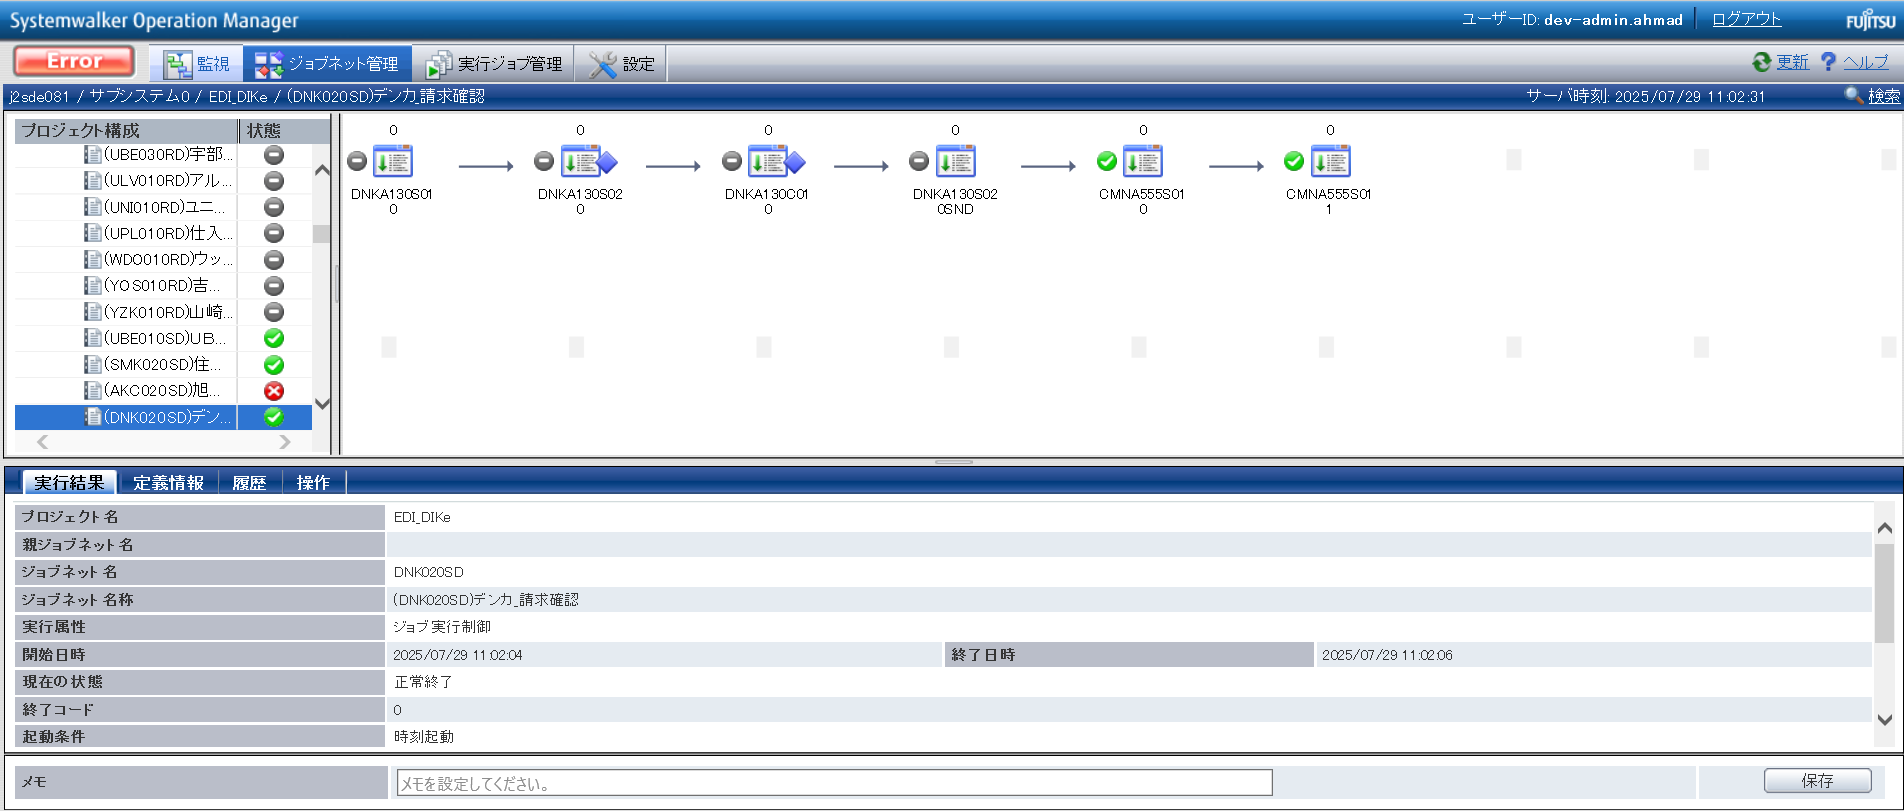 Systemwalker Operation Manager
ユーザーID: dev-admin.ahmad
ログアウト
FUJITSU
Error
監視
ジョブネット管理
実行ジョブ管理
設定
更新
ヘルプ
j2sde081 / サブシステム0 / EDI_DIKe / (DNK020SD)デンカ_請求確認
サーバ時刻: 2025/07/29 11:02:31
検索
プロジェクト構成 状態
(UBE030RD)宇部...
(ULV010RD)アル...
(UNI010RD)ユニ...
(UPL010RD)仕入...
(WDO010RD)ウッ...
(YOS010RD)吉...
(YZK010RD)山崎...
(UBE010SD)UB...
(SMK020SD)住...
(AKC020SD)旭...
(DNK020SD)デン...
0 0 0 0 0 0
DNKA130S01 DNKA130S02 DNKA130C01 DNKA130S02 CMNA555S01 CMNA555S01
0 0 0 0SND 0 1
実行結果 定義情報 履歴 操作
プロジェクト名 EDI_DIKe
親ジョブネット名
ジョブネット名 DNK020SD
ジョブネット名称 (DNK020SD)デンカ_請求確認
実行属性 ジョブ実行制御
開始日時 2025/07/29 11:02:04 終了日時 2025/07/29 11:02:06
現在の状態 正常終了
終了コード 0
起動条件 時刻起動
メモ メモを設定してください。 保存